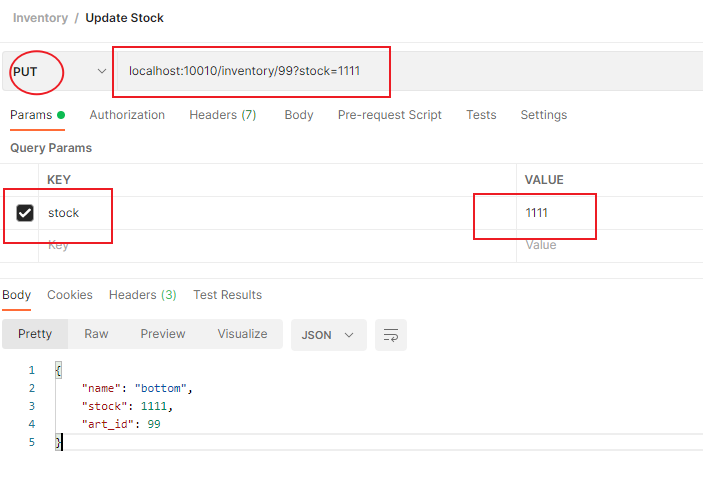 Inventory / Update Stock
PUT localhost:10010/inventory/99?stock=1111
Params Authorization Headers (7) Body Pre-request Script Tests Settings
Query Params
KEY VALUE
stock 1111
Key Value
Body Cookies Headers (3) Test Results
Pretty Raw Preview Visualize JSON
1 {
2 "name": "bottom",
3 "stock": 1111,
4 "art_id": 99
5 }